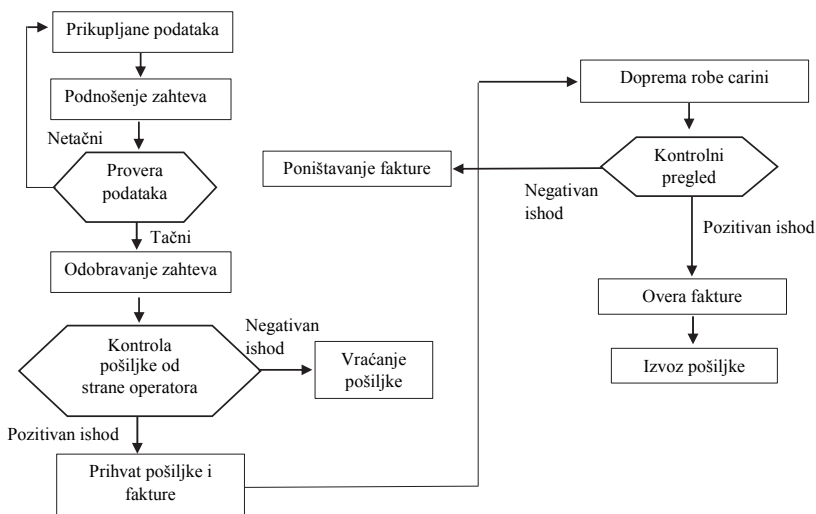 Prikupljane podataka
Podnošenje zahteva
Netačni
Provera
podataka
Tačni
Odobravanje zahteva
Kontrola
pošiljke od
strane operatora
Negativan
ishod
Vraćanje
pošiljke
Pozitivan ishod
Prihvat pošiljke i
fakture
Doprema robe carini
Kontrolni
pregled
Negativan
ishod
Poništavanje fakture
Pozitivan ishod
Overa fakture
Izvoz pošiljke